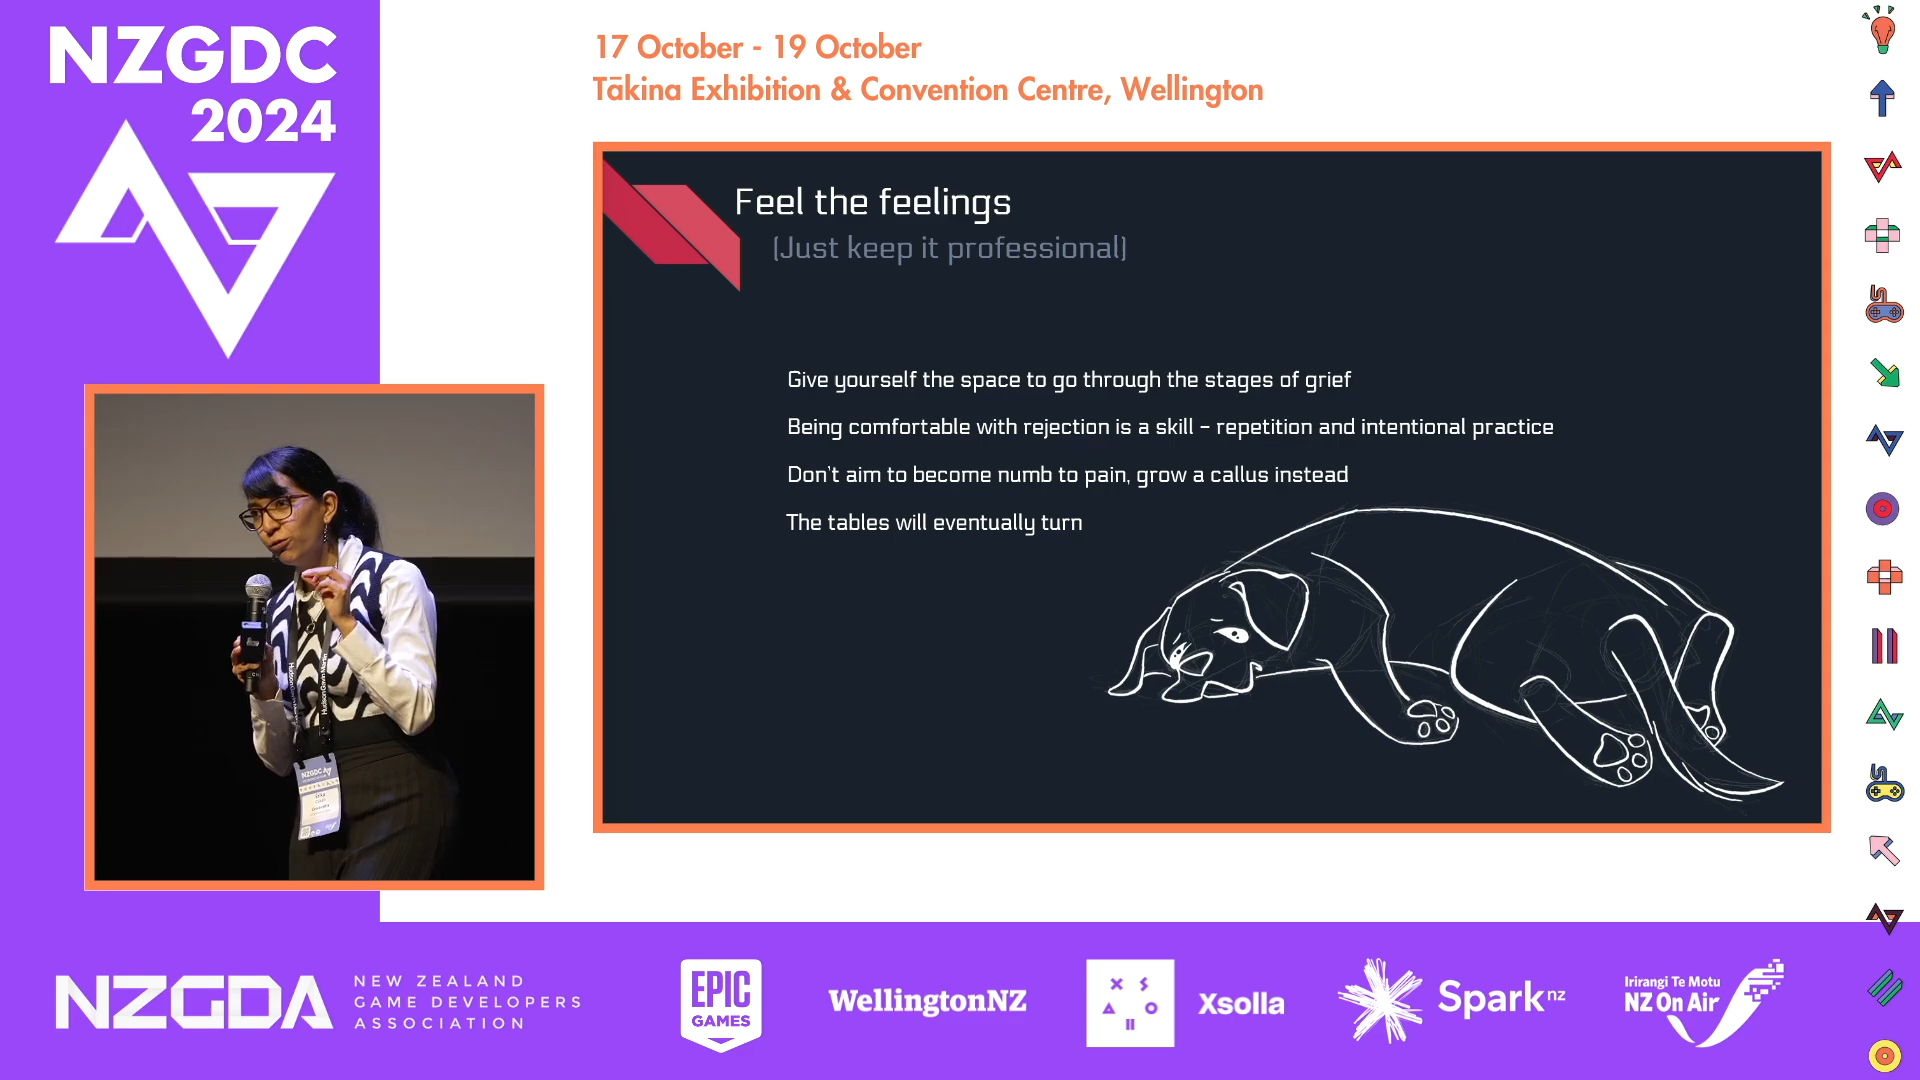 NZGDC
2024
17 October - 19 October
Tākina Exhibition & Convention Centre, Wellington
Feel the feelings
(Just keep it professional)
Give yourself the space to go through the stages of grief
Being comfortable with rejection is a skill - repetition and intentional practice
Don't aim to become numb to pain, grow a callus instead
The tables will eventually turn
NZGDC
NZGDA
NEW ZEALAND
GAME DEVELOPERS
ASSOCIATION
EPIC
GAMES
WellingtonNZ
Xsolla
Spark nz
Irirangi Te Motu
NZ On Air